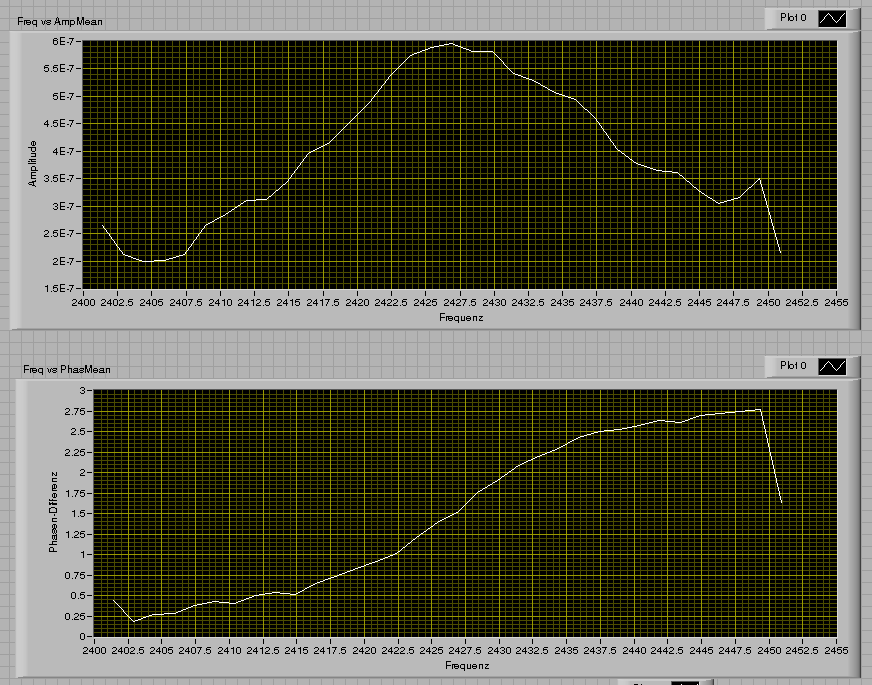 Freq vs AmpMean
Plot 0
6E-7
5.5E-7
5E-7
4.5E-7
4E-7
3.5E-7
3E-7
2.5E-7
2E-7
1.5E-7
Amplitude
2400 2402.5 2405 2407.5 2410 2412.5 2415 2417.5 2420 2422.5 2425 2427.5 2430 2432.5 2435 2437.5 2440 2442.5 2445 2447.5 2450 2452.5 2455
Frequenz
Freq vs PhasMean
Plot 0
3
2.75
2.5
2.25
2
1.75
1.5
1.25
1
0.75
0.5
0.25
0
Phasen-Differenz
2400 2402.5 2405 2407.5 2410 2412.5 2415 2417.5 2420 2422.5 2425 2427.5 2430 2432.5 2435 2437.5 2440 2442.5 2445 2447.5 2450 2452.5 2455
Frequenz